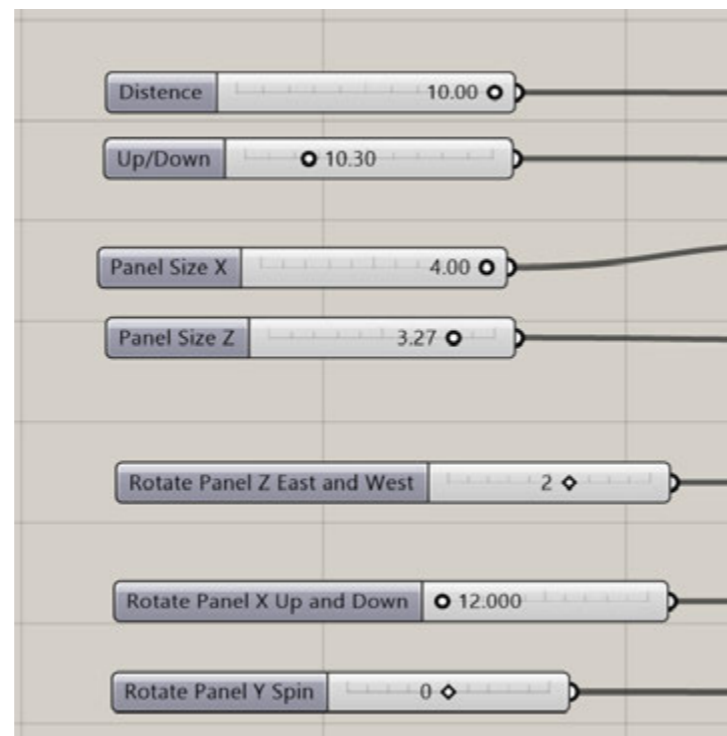 Distence 10.00
Up/Down 10.30
Panel Size X 4.00
Panel Size Z 3.27
Rotate Panel Z East and West 2
Rotate Panel X Up and Down 12.000
Rotate Panel Y Spin 0